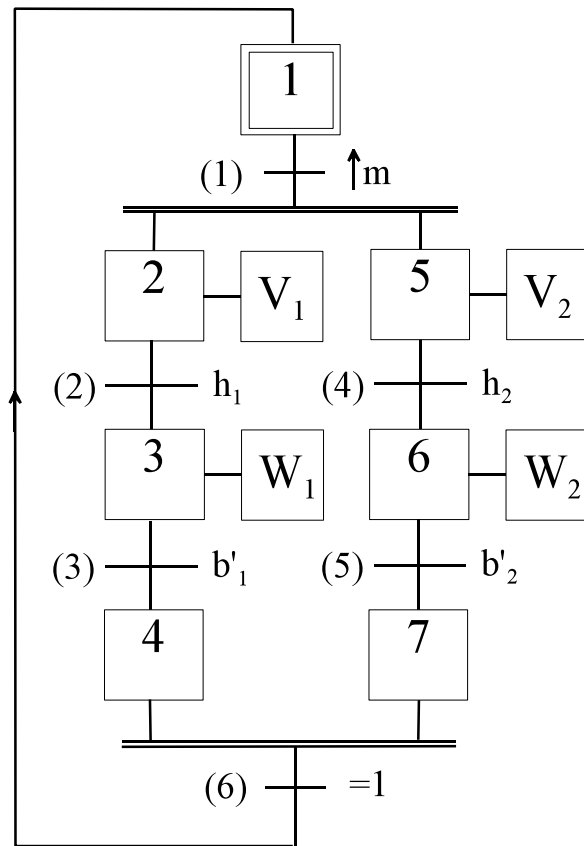 1
(1) ↑m
2 V₁ 5 V₂
(2) h₁ (4) h₂
3 W₁ 6 W₂
(3) b'₁ (5) b'₂
4 7
(6) =1